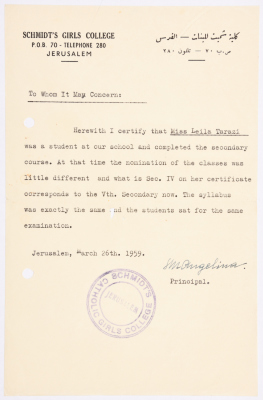 SCHMIDT'S GIRLS COLLEGE
P.O.B. 70 - TELEPHONE 280
JERUSALEM
كلية شميت للبنات — القدس
ص.ب ٧٠ — تلفون ٢٨٠
To Whom It May Concern:
Herewith I certify that Miss Leila Tarazi
was a student at our school and completed the secondary
course. At that time the nomination of the classes was
little different and what is Sec. IV on her certificate
corresponds to the Vth. Secondary now. The syllabus
was exactly the same nd the students sat for the same
examination.
Jerusalem, March 26th. 1959.
SM Angelina.
Principal.
SCHMIDT'S
CATHOLIC GIRLS COLLEGE
JERUSALEM